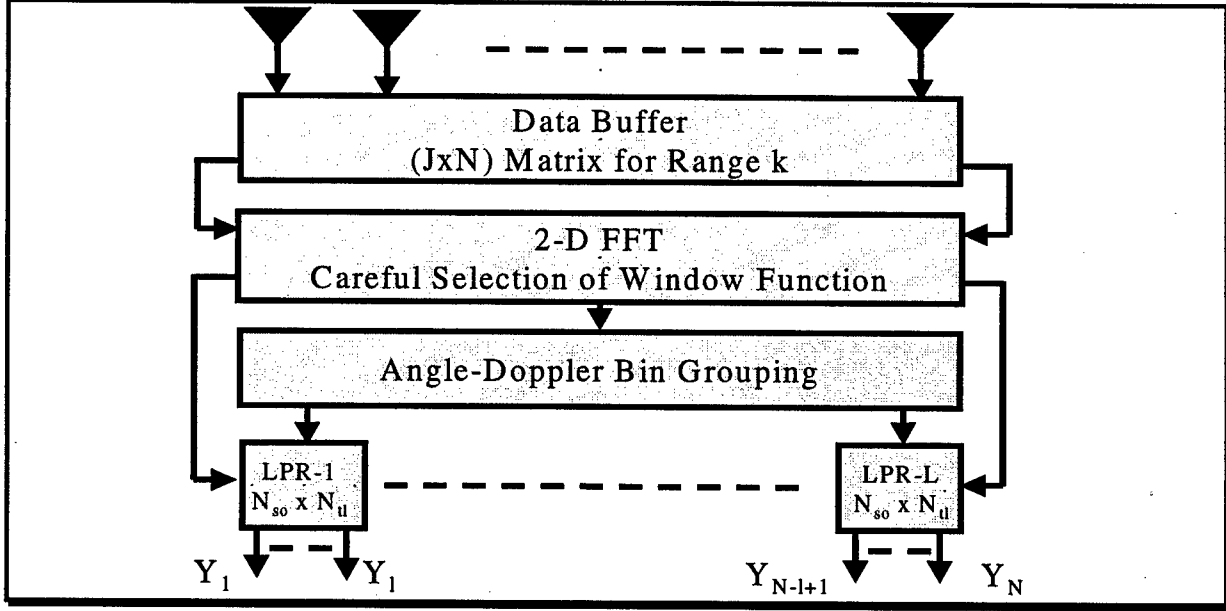 Data Buffer
(JxN) Matrix for Range k
2-D FFT
Careful Selection of Window Function
Angle-Doppler Bin Grouping
LPR-1
N_so x N_tl
LPR-L
N_so x N_tl
Y_1
Y_l
Y_N-l+1
Y_N